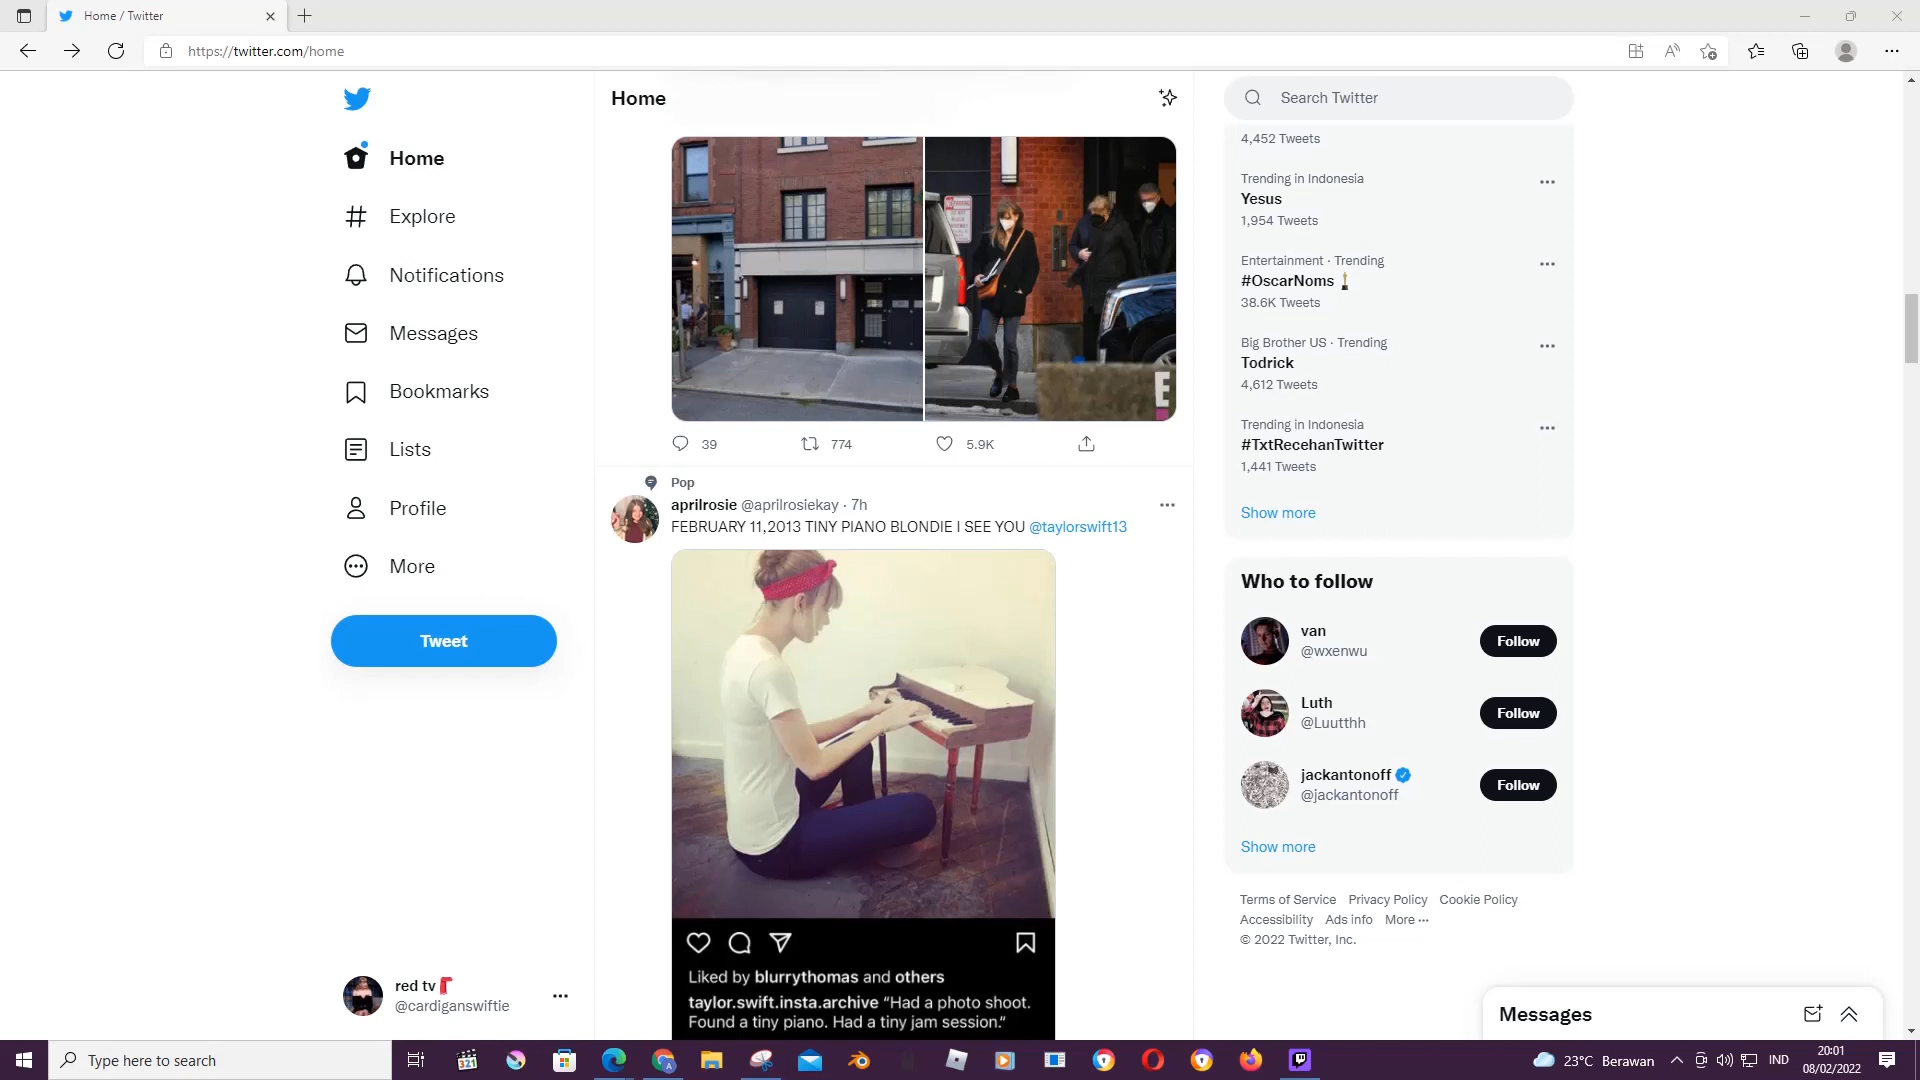 Home / Twitter
https://twitter.com/home
Home
Explore
Notifications
Messages
Bookmarks
Lists
Profile
More
Tweet
red tv
@cardiganswiftie
Home
E
39
774
5.9K
Pop
aprilrosie @aprilrosiekay · 7h
FEBRUARY 11,2013 TINY PIANO BLONDIE I SEE YOU @taylorswift13
Liked by blurrythomas and others
taylor.swift.insta.archive “Had a photo shoot.
Found a tiny piano. Had a tiny jam session.“
Search Twitter
4,452 Tweets
Trending in Indonesia
Yesus
1,954 Tweets
Entertainment · Trending
#OscarNoms
38.6K Tweets
Big Brother US · Trending
Todrick
4,612 Tweets
Trending in Indonesia
#TxtRecehanTwitter
1,441 Tweets
Show more
Who to follow
van
@wxenwu
Follow
Luth
@Luutthh
Follow
jackantonoff
@jackantonoff
Follow
Show more
Terms of Service Privacy Policy Cookie Policy
Accessibility Ads info More ···
© 2022 Twitter, Inc.
Messages
Type here to search
321
A
23°C Berawan
IND
20:01
08/02/2022